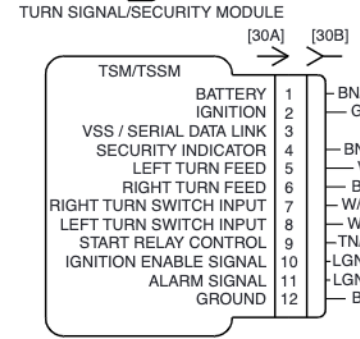 TURN SIGNAL/SECURITY MODULE
[30A] [30B]
TSM/TSSM
BATTERY 1
IGNITION 2
VSS / SERIAL DATA LINK 3
SECURITY INDICATOR 4
LEFT TURN FEED 5
RIGHT TURN FEED 6
RIGHT TURN SWITCH INPUT 7
LEFT TURN SWITCH INPUT 8
START RELAY CONTROL 9
IGNITION ENABLE SIGNAL 10
ALARM SIGNAL 11
GROUND 12